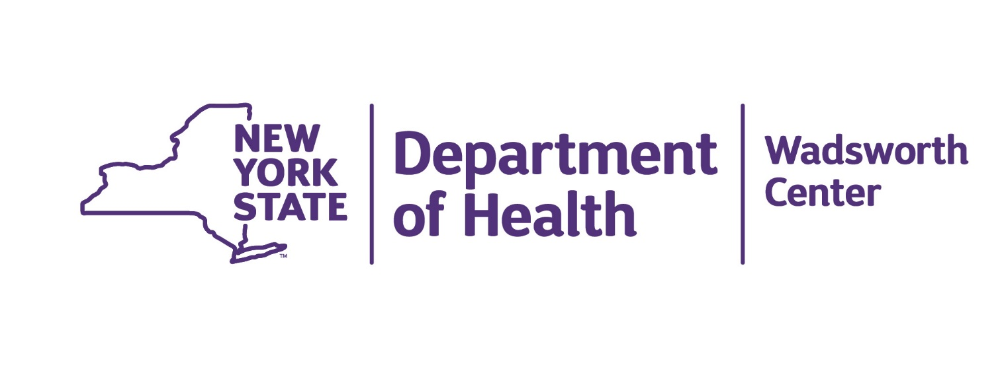 NEW
YORK
STATE
TM
Department
of Health
Wadsworth
Center